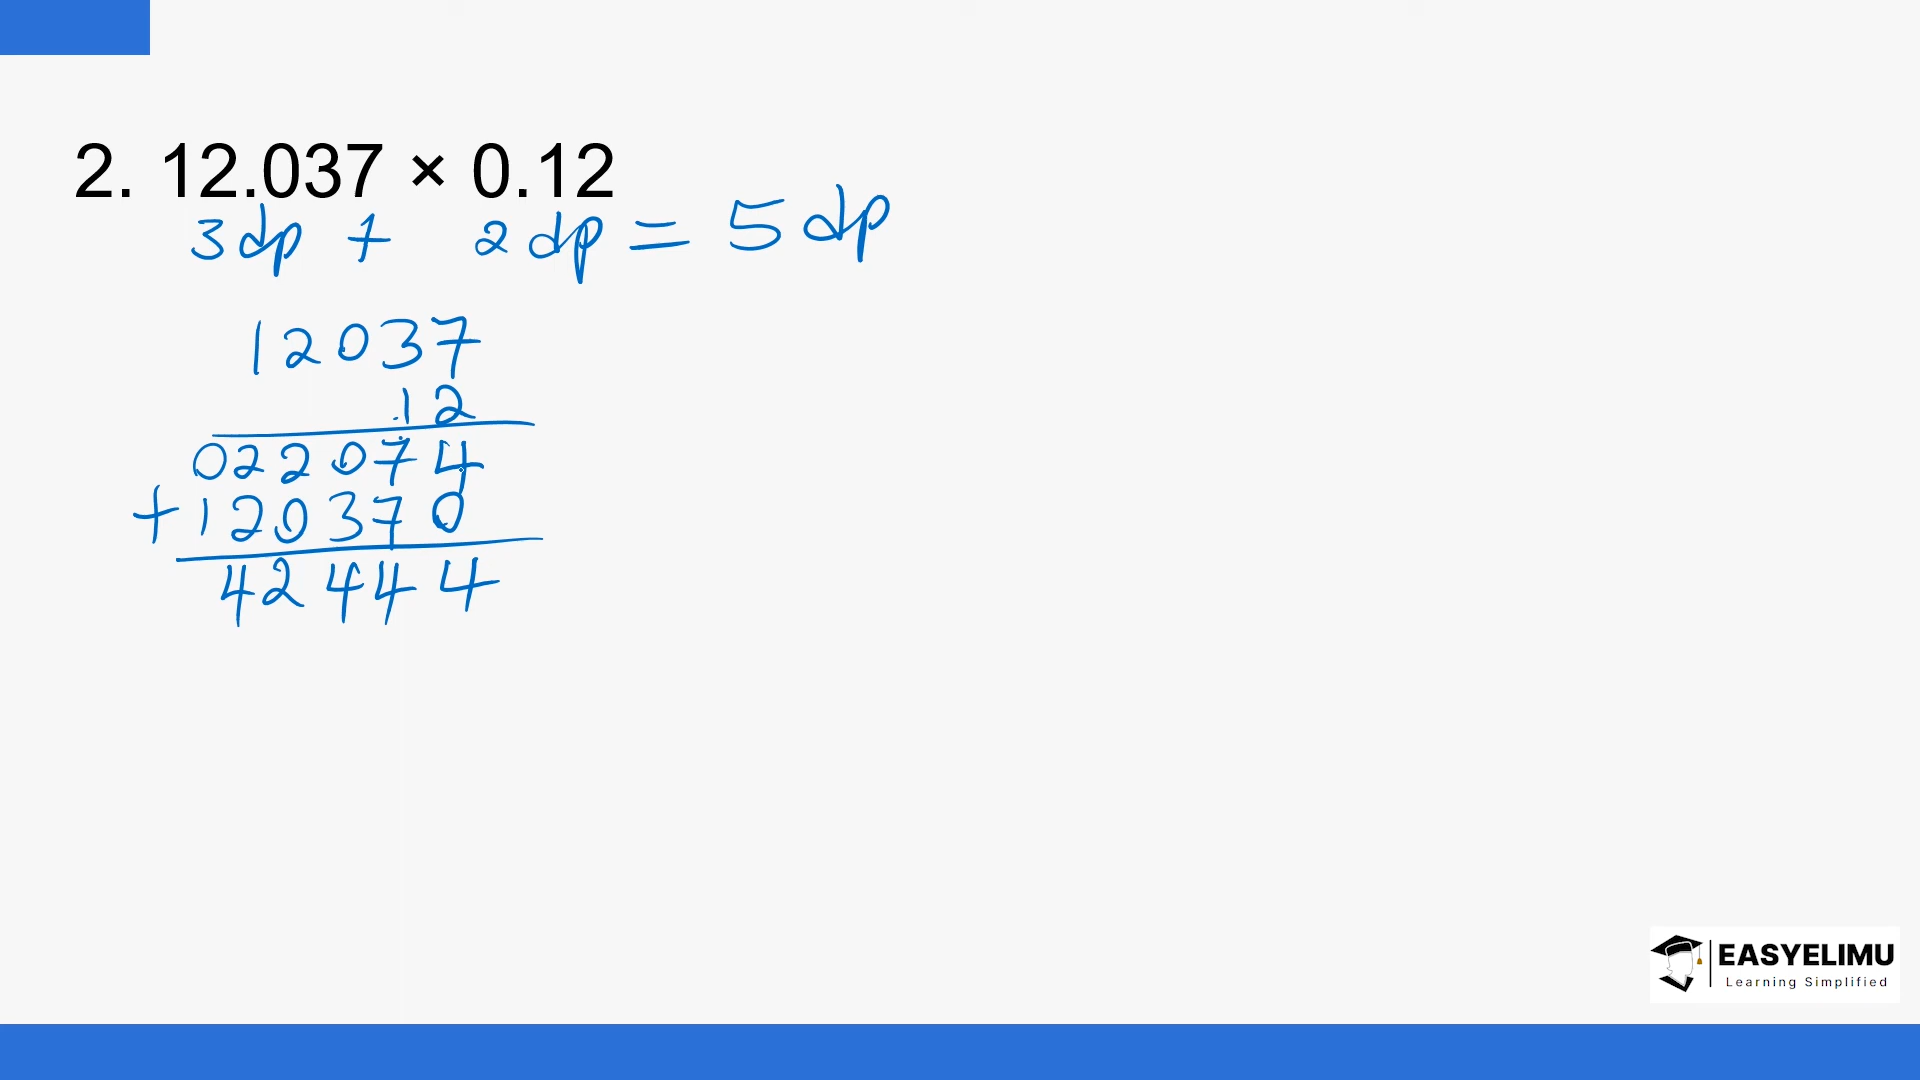 2. 12.037 × 0.12
3dp + 2dp = 5dp
12037
.12
022074
+120370
42444
EASYELIMU
Learning Simplified